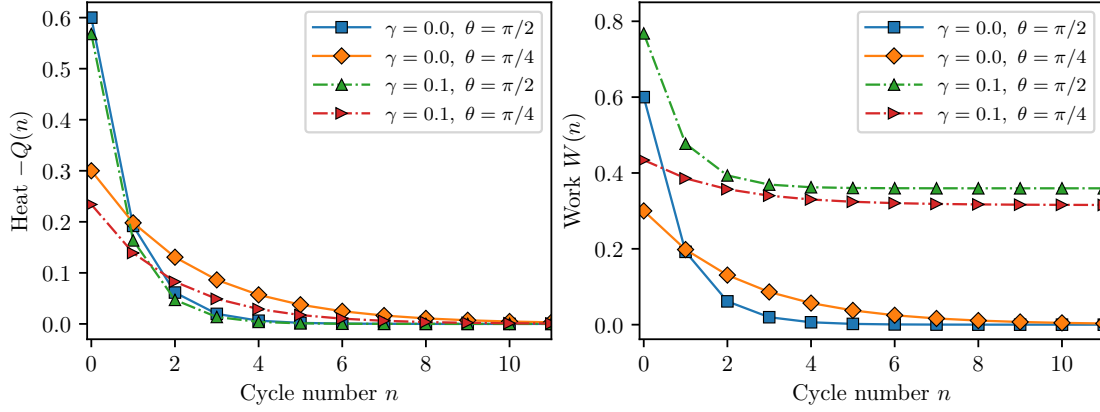 Heat −Q(n)
0.6
0.5
0.4
0.3
0.2
0.1
0.0
0 2 4 6 8 10
Cycle number n
γ = 0.0, θ = π/2
γ = 0.0, θ = π/4
γ = 0.1, θ = π/2
γ = 0.1, θ = π/4
Work W(n)
0.8
0.6
0.4
0.2
0.0
0 2 4 6 8 10
Cycle number n
γ = 0.0, θ = π/2
γ = 0.0, θ = π/4
γ = 0.1, θ = π/2
γ = 0.1, θ = π/4